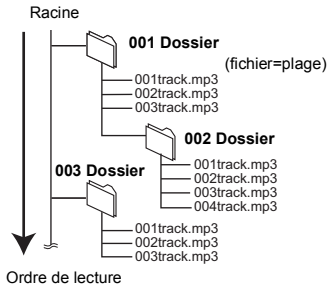 Racine
001 Dossier
(fichier=plage)
001track.mp3
002track.mp3
003track.mp3
002 Dossier
001track.mp3
002track.mp3
003track.mp3
004track.mp3
003 Dossier
001track.mp3
002track.mp3
003track.mp3
Ordre de lecture